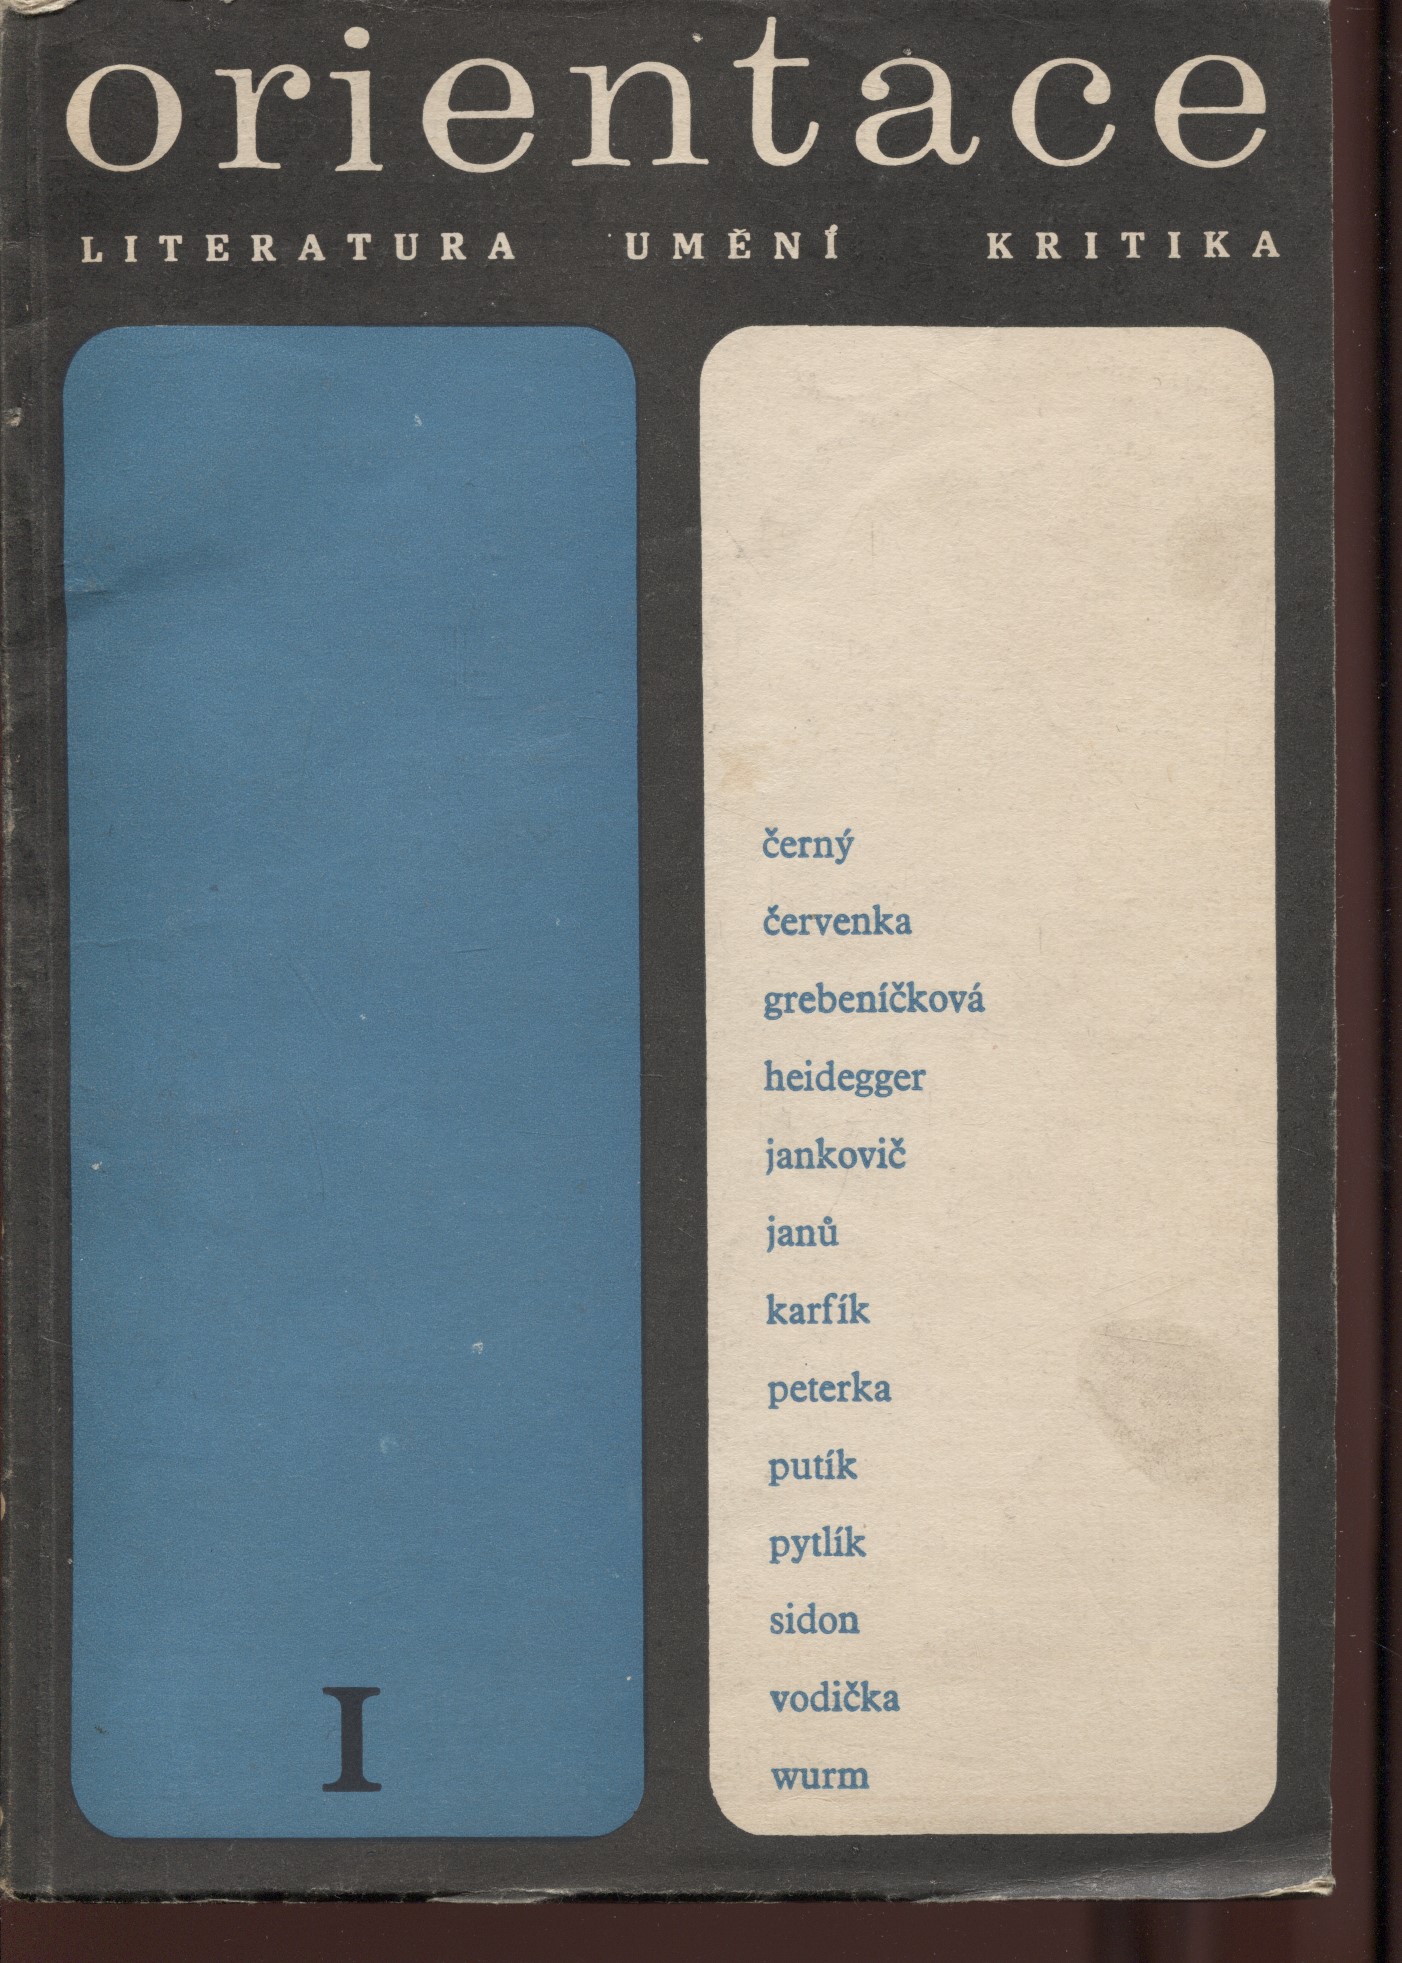 orientace
LITERATURA UMĚNÍ KRITIKA
černý
červenka
grebeníčková
heidegger
jankovič
janů
karfík
peterka
putík
pytlík
sidon
vodička
wurm
I